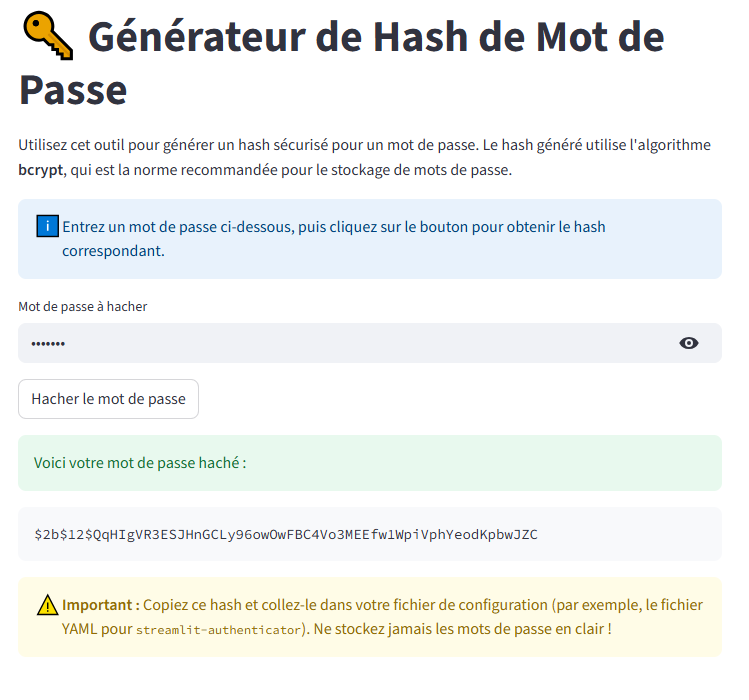 Générateur de Hash de Mot de
Passe
Utilisez cet outil pour générer un hash sécurisé pour un mot de passe. Le hash généré utilise l'algorithme
bcrypt, qui est la norme recommandée pour le stockage de mots de passe.
Entrez un mot de passe ci-dessous, puis cliquez sur le bouton pour obtenir le hash
correspondant.
Mot de passe à hacher
•••••••
Hacher le mot de passe
Voici votre mot de passe haché :
$2b$12$QqHIgVR3ESJHnGCLy96owOwFBC4Vo3MEEfw1WpiVphYeodKpbwJZC
Important : Copiez ce hash et collez-le dans votre fichier de configuration (par exemple, le fichier
YAML pour streamlit-authenticator). Ne stockez jamais les mots de passe en clair !